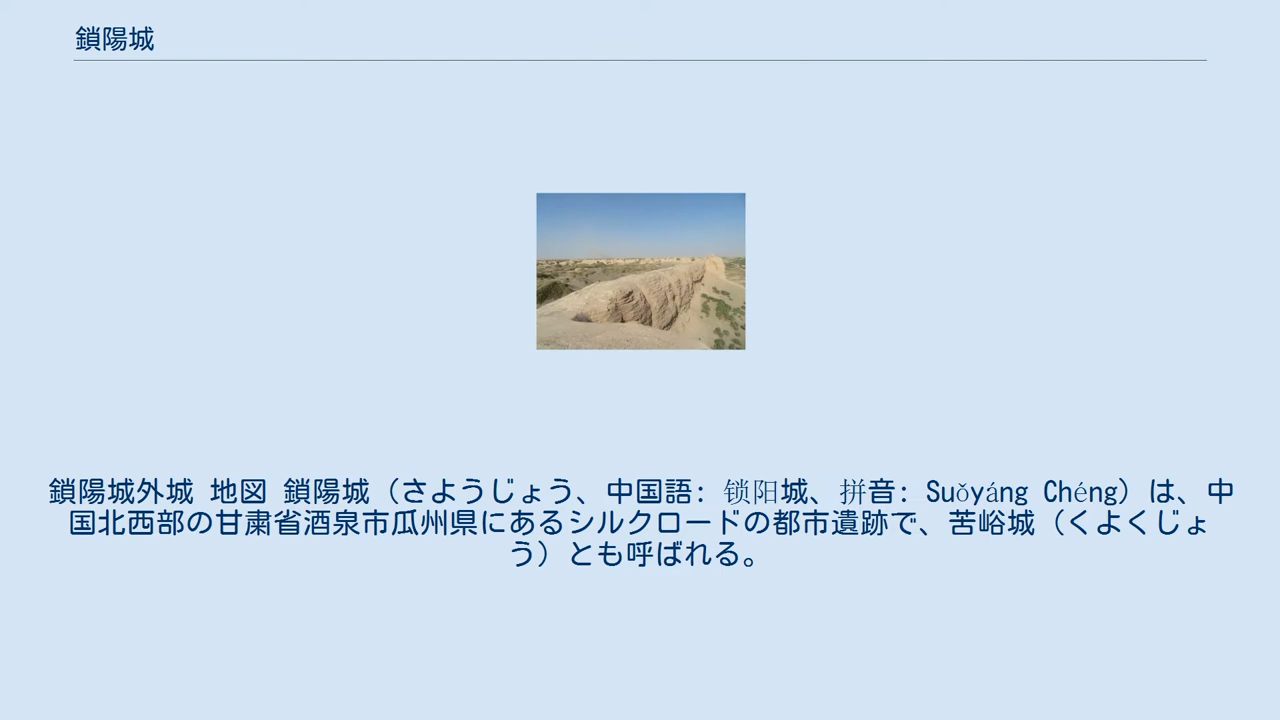 鎖陽城
鎖陽城外城 地図 鎖陽城（さようじょう、中国語: 锁阳城、拼音: Suǒyáng Chéng）は、中
国北西部の甘粛省酒泉市瓜州県にあるシルクロードの都市遺跡で、苦峪城（くよくじょ
う）とも呼ばれる。